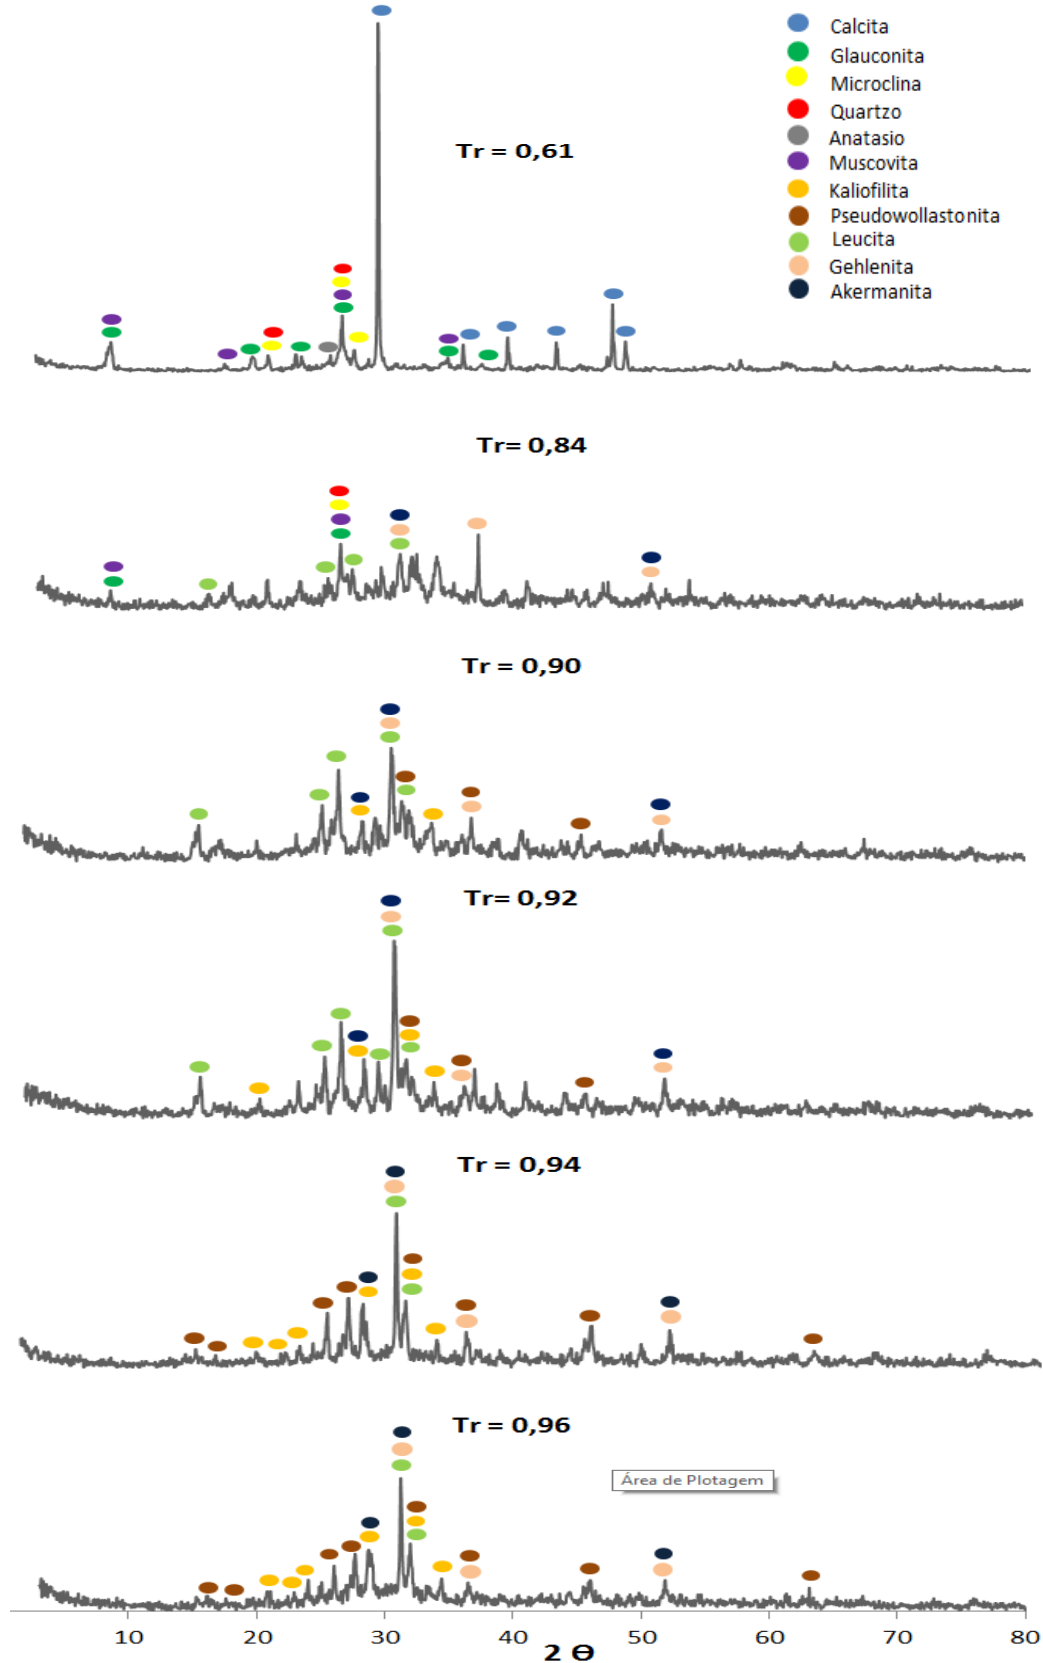 Calcita
Glauconita
Microclina
Quartzo
Anatasio
Muscovita
Kaliofilita
Pseudowollastonita
Leucita
Gehlenita
Akermanita
Tr = 0,61
Tr= 0,84
Tr = 0,90
Tr= 0,92
Tr = 0,94
Tr = 0,96
Área de Plotagem
10 20 30 40 50 60 70 80
2 Ɵ